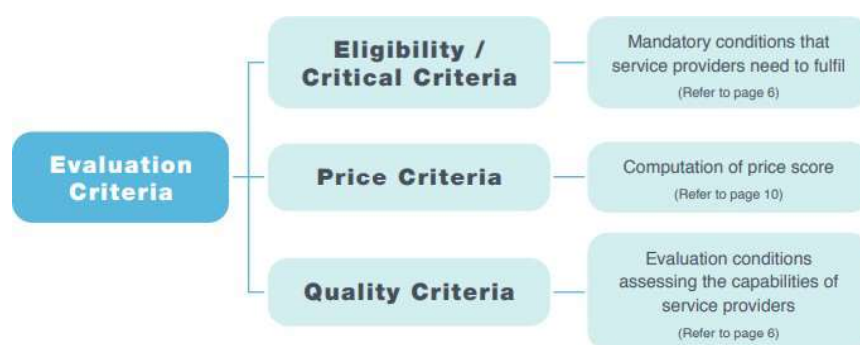 Eligibility /
Critical Criteria
Mandatory conditions that
service providers need to fulfil
(Refer to page 6)
Evaluation
Criteria
Price Criteria
Computation of price score
(Refer to page 10)
Quality Criteria
Evaluation conditions
assessing the capabilities of
service providers
(Refer to page 6)